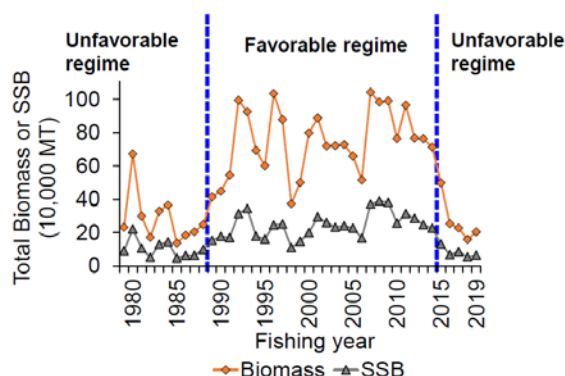 Unfavorable regime
Favorable regime
Unfavorable regime
Total Biomass or SSB
(10,000 MT)
100
80
60
40
20
0
1980
1985
1990
1995
2000
2005
2010
2015
2019
Fishing year
Biomass
SSB